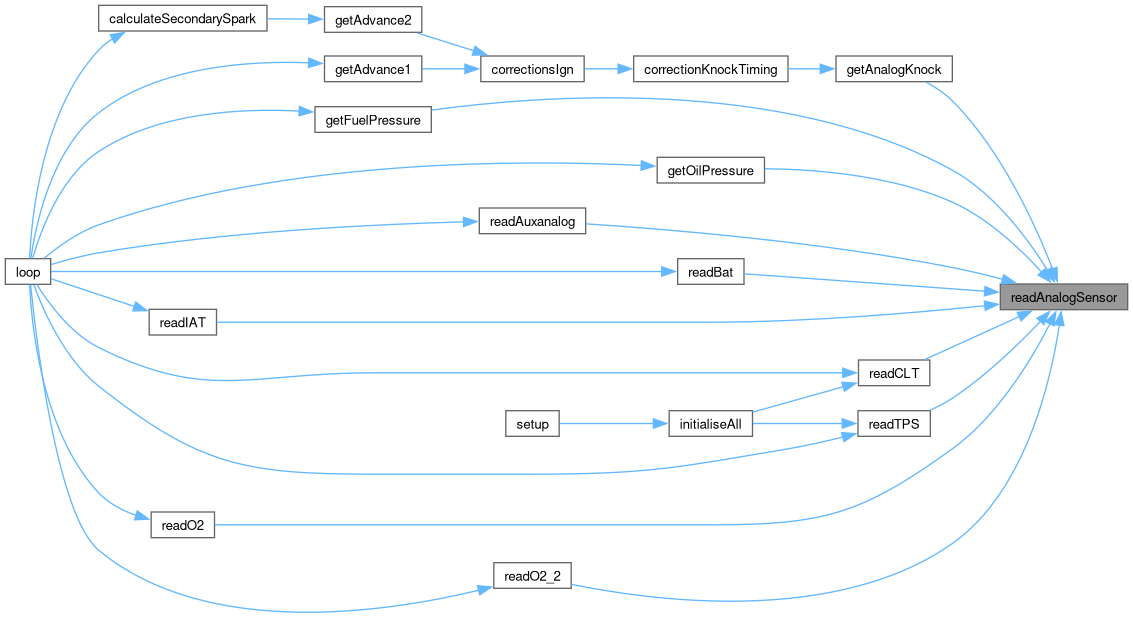 calculateSecondarySpark
getAdvance2
getAdvance1
correctionsIgn
correctionKnockTiming
getAnalogKnock
getFuelPressure
getOilPressure
readAuxanalog
loop
readBat
readAnalogSensor
readIAT
readCLT
setup
initialiseAll
readTPS
readO2
readO2_2